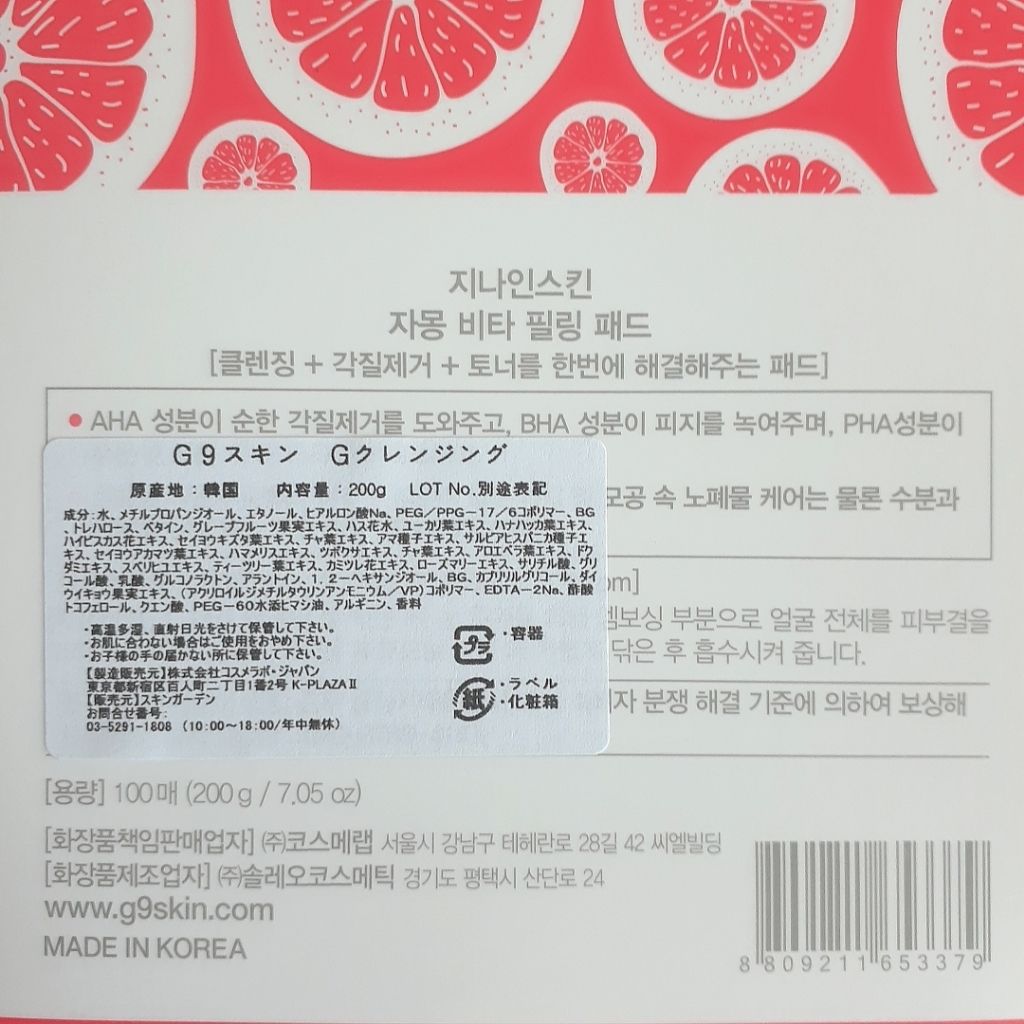 지나인스킨
자몽 비타 필링 패드
[클렌징 + 각질제거 + 토너를 한번에 해결해주는 패드]
• AHA 성분이 순한 각질제거를 도와주고, BHA 성분이 피지를 녹여주며, PHA성분이
모공 속 노폐물 케어는 물론 수분과
om]
엠보싱 부분으로 얼굴 전체를 피부결을
닦은 후 흡수시켜 줍니다.
자 분쟁 해결 기준에 의하여 보상해
G9スキン Gクレンジング
原産地:韓国 内容量:200g LOT No.別途表記
成分:水、メチルプロパンジオール、エタノール、ヒアルロン酸Na、PEG/PPG-17/6コポリマー、BG
、トレハロース、ベタイン、グレープフルーツ果実エキス、ハス花水、ユーカリ葉エキス、ハナハッカ葉エキス、
ハイビスカス花エキス、セイヨウキズタ葉エキス、チャ葉エキス、アマ種子エキス、サルビアヒスパニカ種子エ
キス、セイヨウアカマツ葉エキス、ハマメリスエキス、ツボクサエキス、チャ葉エキス、アロエベラ葉エキス、ドク
ダミエキス、スベリヒユエキス、ティーツリー葉エキス、カミツレ花エキス、ローズマリーエキス、サリチル酸、グリ
コール酸、乳酸、グルコノラクトン、アラントイン、1,2-ヘキサンジオール、BG、カプリリルグリコール、ダイ
ウイキョウ果実エキス、(アクリロイルジメチルタウリンアンモニウム/VP)コポリマー、EDTA-2Na、酢酸
トコフェロール、クエン酸、PEG-60水添ヒマシ油、アルギニン、香料
・高温多湿、直射日光をさけて保管して下さい。
・お肌に合わない場合はご使用をおやめ下さい。
・お子様の手の届かない所に保管して下さい。
【製造販売元】株式会社コスメラボ・ジャパン
東京都新宿区百人町二丁目1番2号 K-PLAZAⅡ
【販売元】スキンガーデン
お問合せ番号:
03-5291-1808 (10:00～18:00/年中無休)
プラ ・容器
紙 ・ラベル
・化粧箱
[용량] 100매 (200g / 7.05 oz)
[화장품책임판매업자] ㈜코스메랩 서울시 강남구 테헤란로 28길 42 씨엘빌딩
[화장품제조업자] ㈜솔레오코스메틱 경기도 평택시 산단로 24
www.g9skin.com
MADE IN KOREA
8 809211 653379